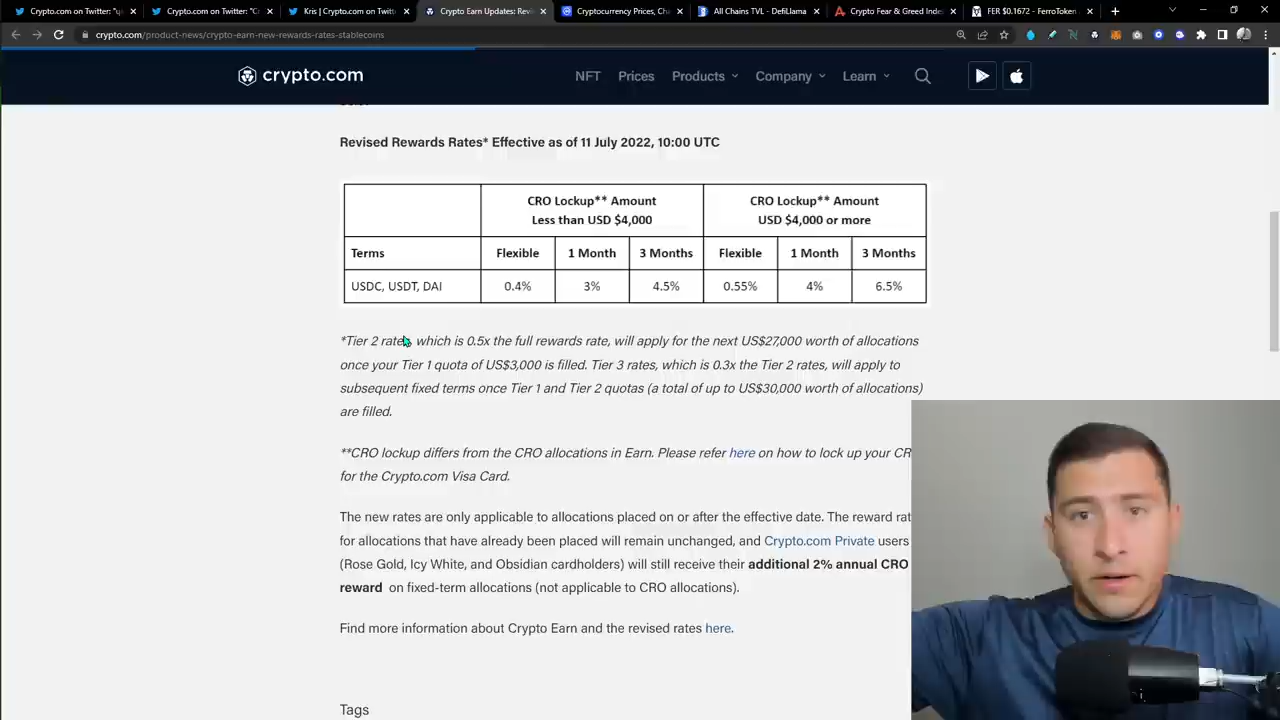 Crypto.com on Twitter: "q
Crypto.com on Twitter: "C
Kris | Crypto.com on Twitt
Crypto Earn Updates: Revi
Cryptocurrency Prices, Cha
All Chains TVL - DefiLlama
Crypto Fear & Greed Index
FER $0.1672 - FerroToken
crypto.com/product-news/crypto-earn-new-rewards-rates-stablecoins
crypto.com
NFT Prices Products Company Learn
Revised Rewards Rates* Effective as of 11 July 2022, 10:00 UTC
CRO Lockup** Amount
Less than USD $4,000
CRO Lockup** Amount
USD $4,000 or more
Terms Flexible 1 Month 3 Months Flexible 1 Month 3 Months
USDC, USDT, DAI 0.4% 3% 4.5% 0.55% 4% 6.5%
*Tier 2 rates, which is 0.5x the full rewards rate, will apply for the next US$27,000 worth of allocations
once your Tier 1 quota of US$3,000 is filled. Tier 3 rates, which is 0.3x the Tier 2 rates, will apply to
subsequent fixed terms once Tier 1 and Tier 2 quotas (a total of up to US$30,000 worth of allocations)
are filled.
**CRO lockup differs from the CRO allocations in Earn. Please refer here on how to lock up your CR
for the Crypto.com Visa Card.
The new rates are only applicable to allocations placed on or after the effective date. The reward rat
for allocations that have already been placed will remain unchanged, and Crypto.com Private users
(Rose Gold, Icy White, and Obsidian cardholders) will still receive their additional 2% annual CRO
reward on fixed-term allocations (not applicable to CRO allocations).
Find more information about Crypto Earn and the revised rates here.
Tags